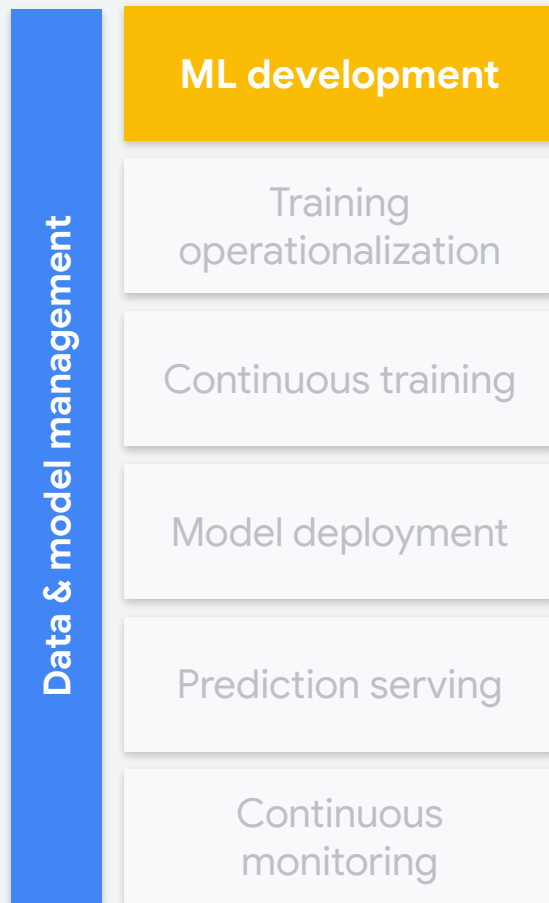 Data & model management
ML development
Training
operationalization
Continuous training
Model deployment
Prediction serving
Continuous
monitoring